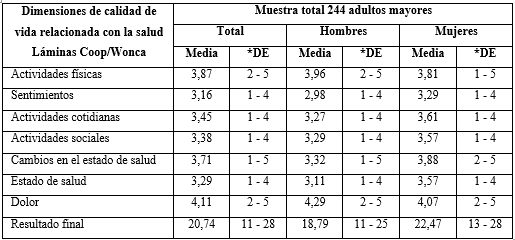 Dimensiones de calidad de vida relacionada con la salud Láminas Coop/Wonca | Muestra total 244 adultos mayores
Total | Hombres | Mujeres
Media | *DE | Media | *DE | Media | *DE
Actividades físicas | 3,87 | 2 - 5 | 3,96 | 2 - 5 | 3,81 | 1 - 5
Sentimientos | 3,16 | 1 - 4 | 2,98 | 1 - 4 | 3,29 | 1 - 4
Actividades cotidianas | 3,45 | 1 - 4 | 3,27 | 1 - 4 | 3,61 | 1 - 4
Actividades sociales | 3,38 | 1 - 4 | 3,29 | 1 - 4 | 3,57 | 1 - 4
Cambios en el estado de salud | 3,71 | 1 - 5 | 3,32 | 1 - 5 | 3,88 | 2 - 5
Estado de salud | 3,29 | 1 - 4 | 3,11 | 1 - 4 | 3,57 | 1 - 4
Dolor | 4,11 | 2 - 5 | 4,29 | 2 - 5 | 4,07 | 2 - 5
Resultado final | 20,74 | 11 - 28 | 18,79 | 11 - 25 | 22,47 | 13 - 28